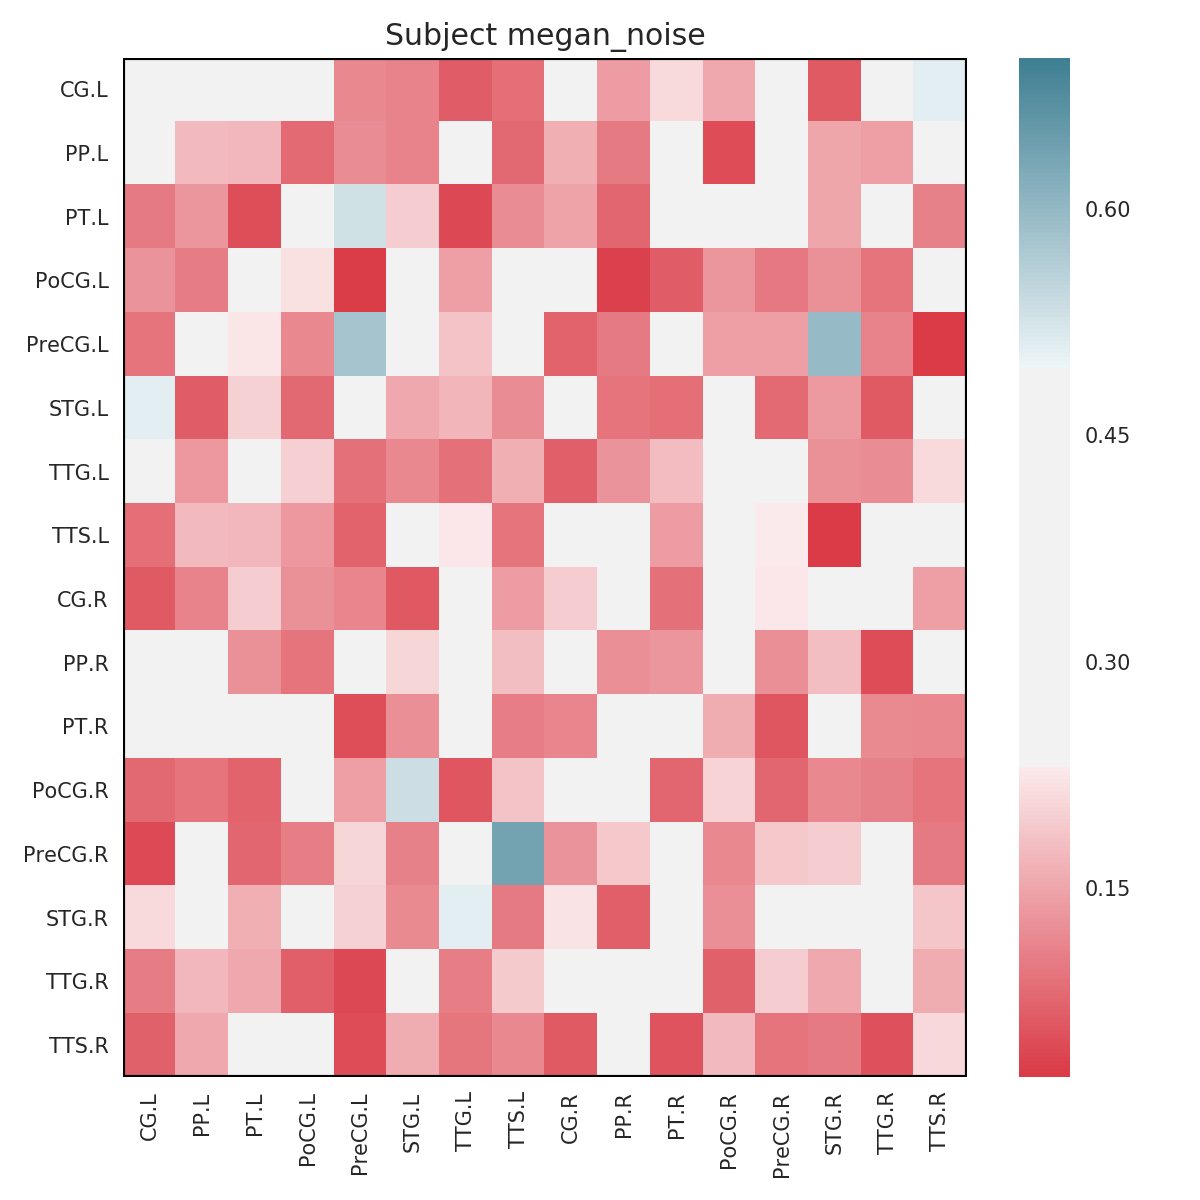 Subject megan_noise
CG.L
PP.L
PT.L
PoCG.L
PreCG.L
STG.L
TTG.L
TTS.L
CG.R
PP.R
PT.R
PoCG.R
PreCG.R
STG.R
TTG.R
TTS.R
CG.L PP.L PT.L PoCG.L PreCG.L STG.L TTG.L TTS.L CG.R PP.R PT.R PoCG.R PreCG.R STG.R TTG.R TTS.R
0.60
0.45
0.30
0.15